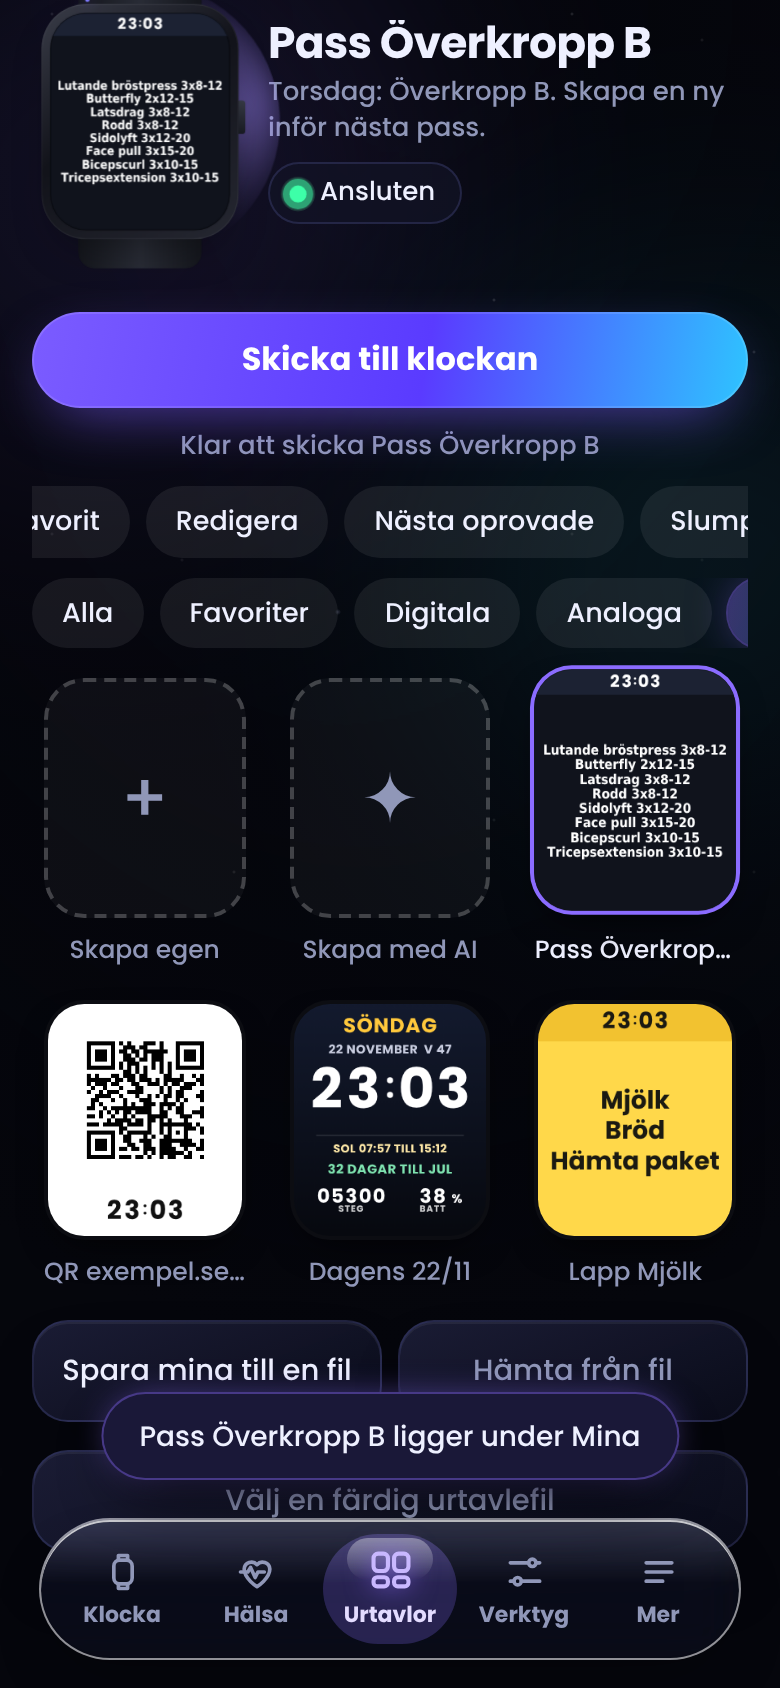 23:03
Lutande bröstpress 3x8-12
Butterfly 2x12-15
Latsdrag 3x8-12
Rodd 3x8-12
Sidolyft 3x12-20
Face pull 3x15-20
Bicepscurl 3x10-15
Tricepsextension 3x10-15
Pass Överkropp B
Torsdag: Överkropp B. Skapa en ny
inför nästa pass.
Ansluten
Skicka till klockan
Klar att skicka Pass Överkropp B
avorit Redigera Nästa oprovade Slump
Alla Favoriter Digitala Analoga
Skapa egen
Skapa med AI
23:03
Lutande bröstpress 3x8-12
Butterfly 2x12-15
Latsdrag 3x8-12
Rodd 3x8-12
Sidolyft 3x12-20
Face pull 3x15-20
Bicepscurl 3x10-15
Tricepsextension 3x10-15
Pass Överkrop...
23:03
QR exempel.se...
SÖNDAG
22 NOVEMBER V 47
23:03
SOL 07:57 TILL 15:12
32 DAGAR TILL JUL
05300 38 %
STEG BATT
Dagens 22/11
23:03
Mjölk
Bröd
Hämta paket
Lapp Mjölk
Spara mina till en fil
Hämta från fil
Pass Överkropp B ligger under Mina
Välj en färdig urtavlefil
Klocka Hälsa Urtavlor Verktyg Mer